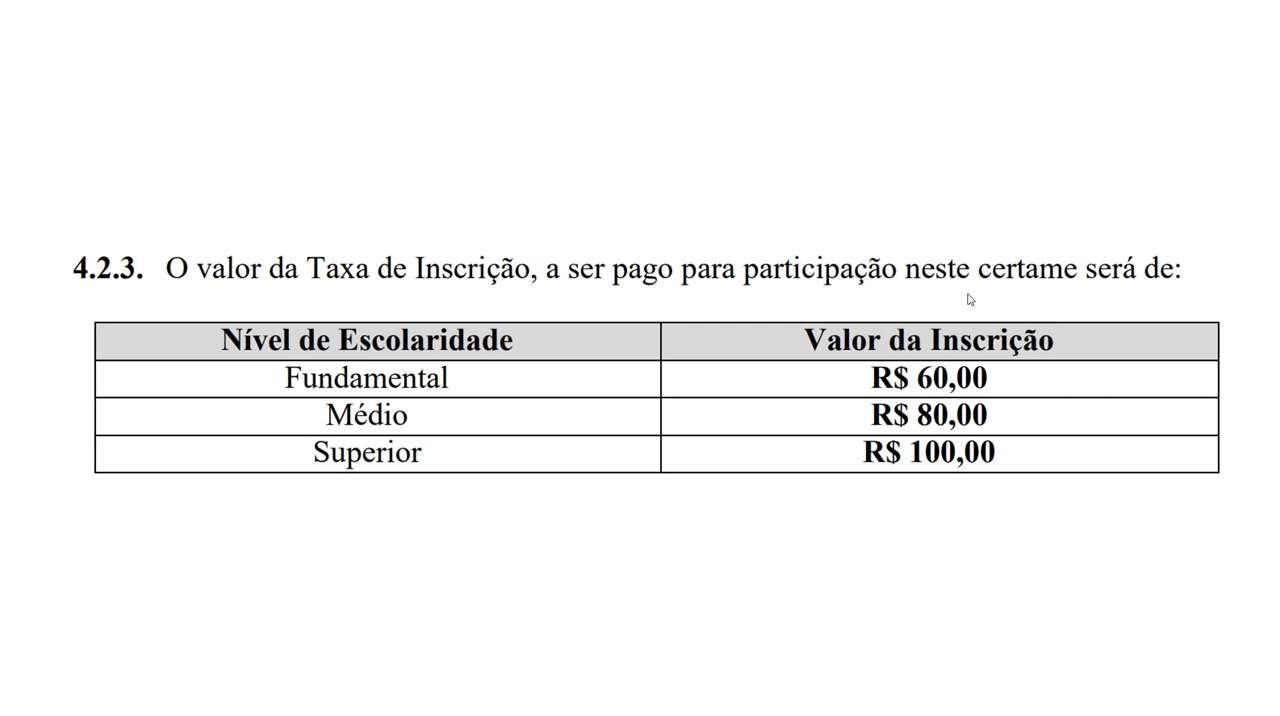 4.2.3. O valor da Taxa de Inscrição, a ser pago para participação neste certame será de:
Nível de Escolaridade Valor da Inscrição
Fundamental R$ 60,00
Médio R$ 80,00
Superior R$ 100,00